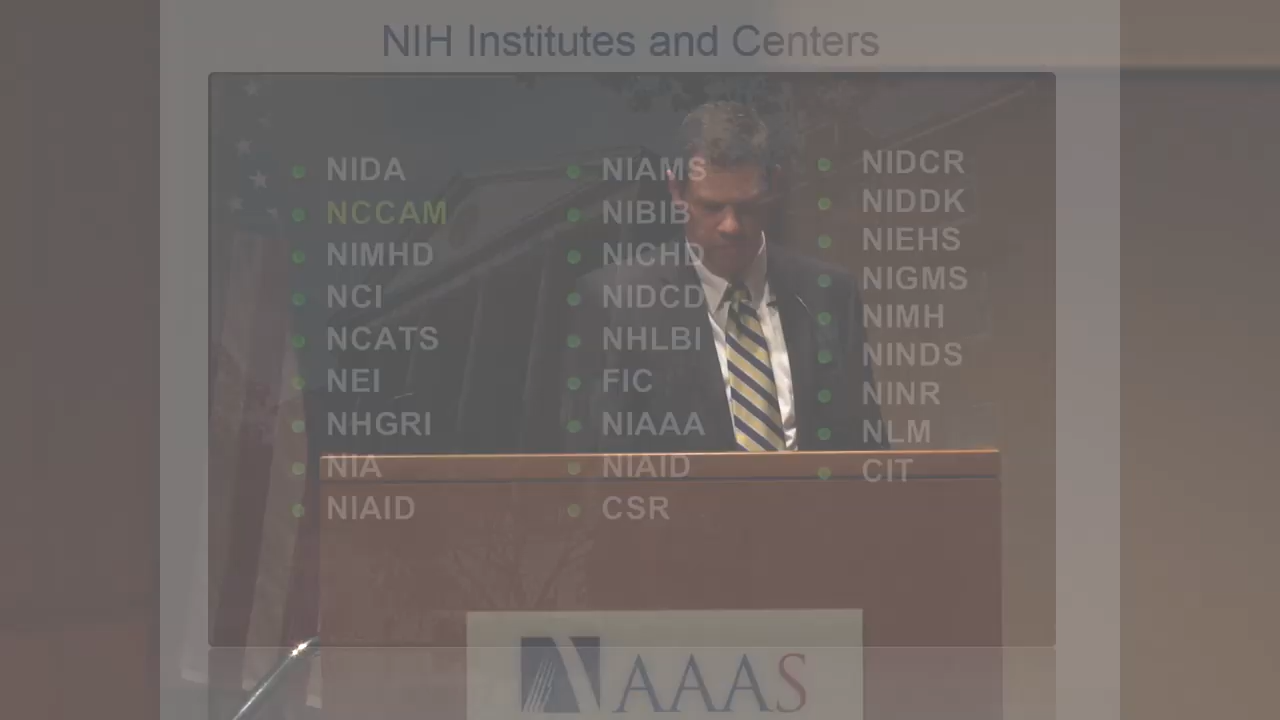 NIH Institutes and Centers
NIDA
NCCAM
NIMHD
NCI
NCATS
NEI
NHGRI
NIA
NIAID
NIAMS
NIBIB
NICHD
NIDCD
NHLBI
FIC
NIAAA
NIAID
CSR
NIDCR
NIDDK
NIEHS
NIGMS
NIMH
NINDS
NINR
NLM
CIT
AAAS